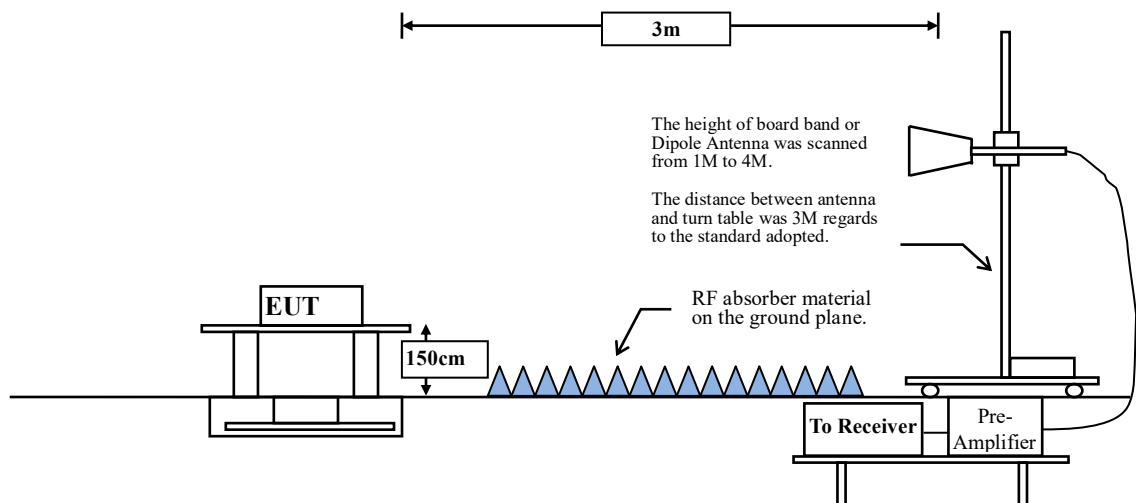 3m
The height of board band or
Dipole Antenna was scanned
from 1M to 4M.
The distance between antenna
and turn table was 3M regards
to the standard adopted.
EUT
RF absorber material
on the ground plane.
150cm
To Receiver
Pre-
Amplifier